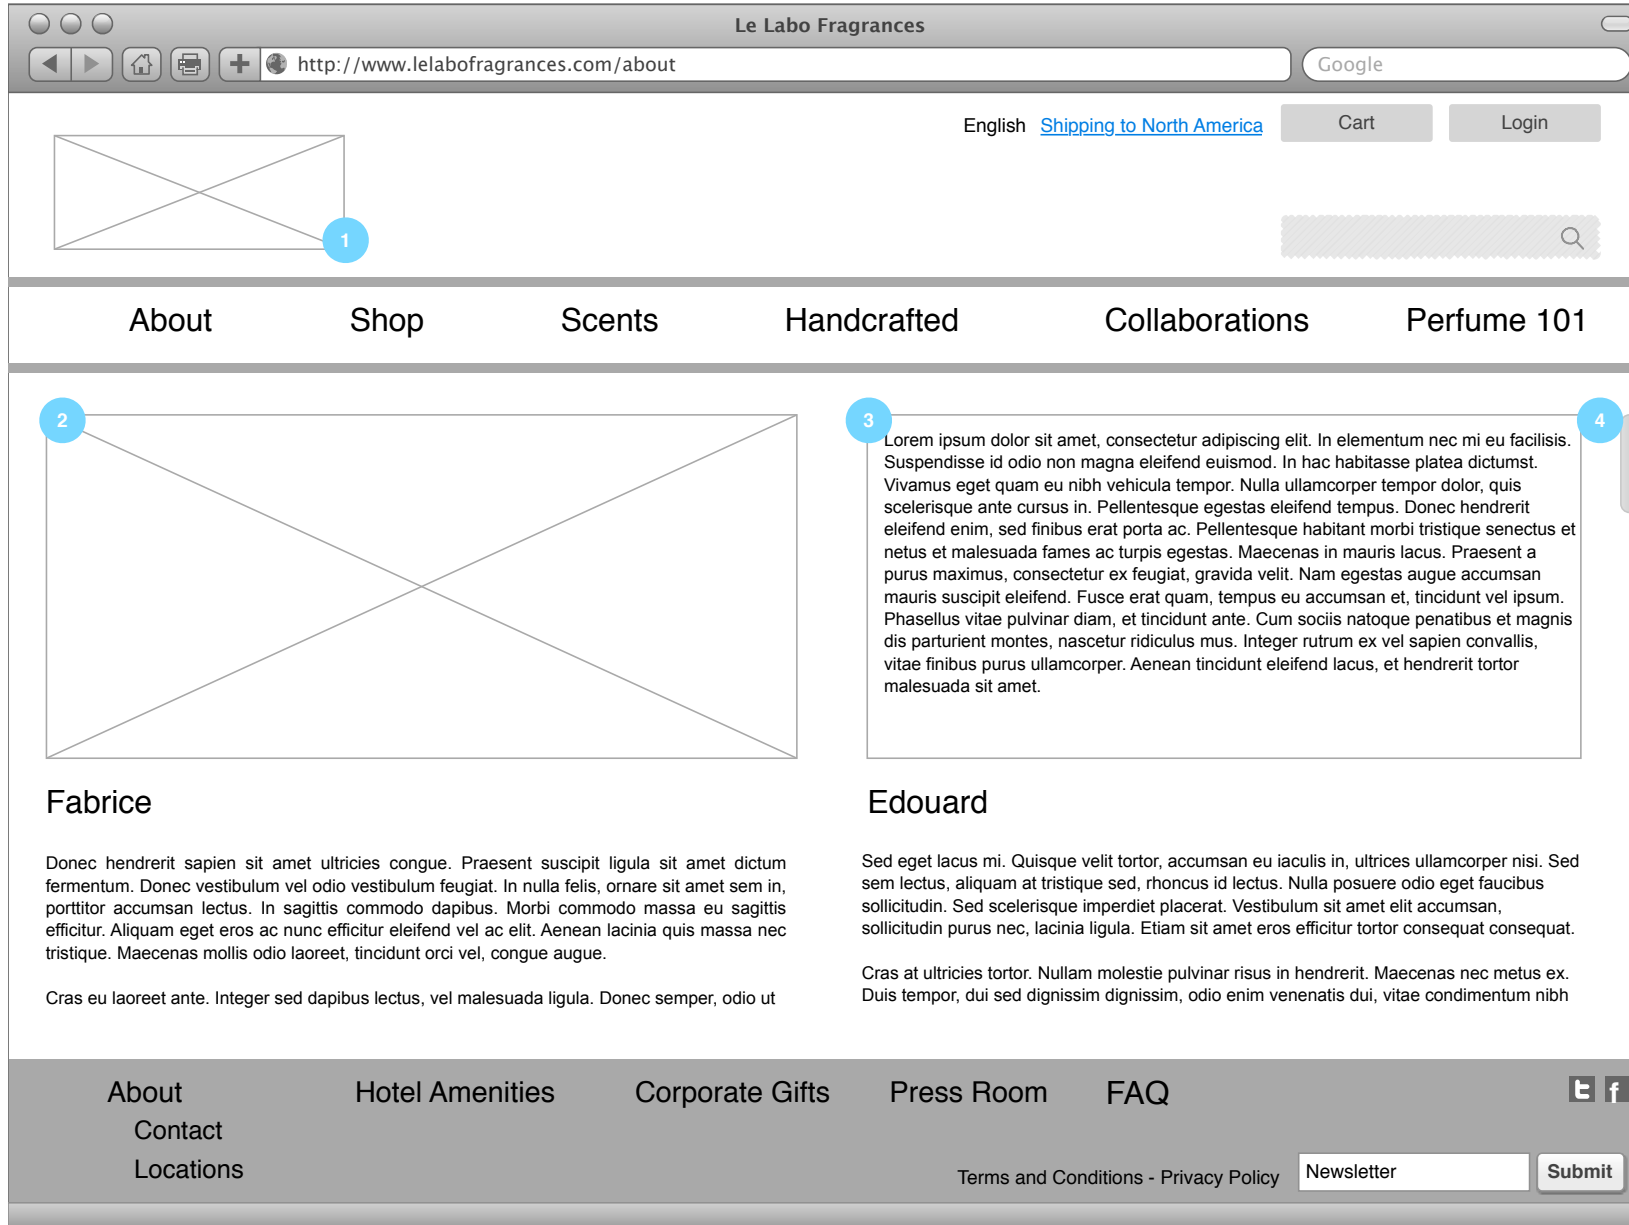 Le Labo Fragrances
http://www.lelabofragrances.com/about
Google
English Shipping to North America Cart Login
1
About Shop Scents Handcrafted Collaborations Perfume 101
2
3
4
Lorem ipsum dolor sit amet, consectetur adipiscing elit. In elementum nec mi eu facilisis.
Suspendisse id odio non magna eleifend euismod. In hac habitasse platea dictumst.
Vivamus eget quam eu nibh vehicula tempor. Nulla ullamcorper tempor dolor, quis
scelerisque ante cursus in. Pellentesque egestas eleifend tempus. Donec hendrerit
eleifend enim, sed finibus erat porta ac. Pellentesque habitant morbi tristique senectus et
netus et malesuada fames ac turpis egestas. Maecenas in mauris lacus. Praesent a
purus maximus, consectetur ex feugiat, gravida velit. Nam egestas augue accumsan
mauris suscipit eleifend. Fusce erat quam, tempus eu accumsan et, tincidunt vel ipsum.
Phasellus vitae pulvinar diam, et tincidunt ante. Cum sociis natoque penatibus et magnis
dis parturient montes, nascetur ridiculus mus. Integer rutrum ex vel sapien convallis,
vitae finibus purus ullamcorper. Aenean tincidunt eleifend lacus, et hendrerit tortor
malesuada sit amet.
Fabrice
Donec hendrerit sapien sit amet ultricies congue. Praesent suscipit ligula sit amet dictum
fermentum. Donec vestibulum vel odio vestibulum feugiat. In nulla felis, ornare sit amet sem in,
porttitor accumsan lectus. In sagittis commodo dapibus. Morbi commodo massa eu sagittis
efficitur. Aliquam eget eros ac nunc efficitur eleifend vel ac elit. Aenean lacinia quis massa nec
tristique. Maecenas mollis odio laoreet, tincidunt orci vel, congue augue.
Cras eu laoreet ante. Integer sed dapibus lectus, vel malesuada ligula. Donec semper, odio ut
Edouard
Sed eget lacus mi. Quisque velit tortor, accumsan eu iaculis in, ultrices ullamcorper nisi. Sed
sem lectus, aliquam at tristique sed, rhoncus id lectus. Nulla posuere odio eget faucibus
sollicitudin. Sed scelerisque imperdiet placerat. Vestibulum sit amet elit accumsan,
sollicitudin purus nec, lacinia ligula. Etiam sit amet eros efficitur tortor consequat consequat.
Cras at ultricies tortor. Nullam molestie pulvinar risus in hendrerit. Maecenas nec metus ex.
Duis tempor, dui sed dignissim dignissim, odio enim venenatis dui, vitae condimentum nibh
About Hotel Amenities Corporate Gifts Press Room FAQ
Contact
Locations
Terms and Conditions - Privacy Policy Newsletter Submit